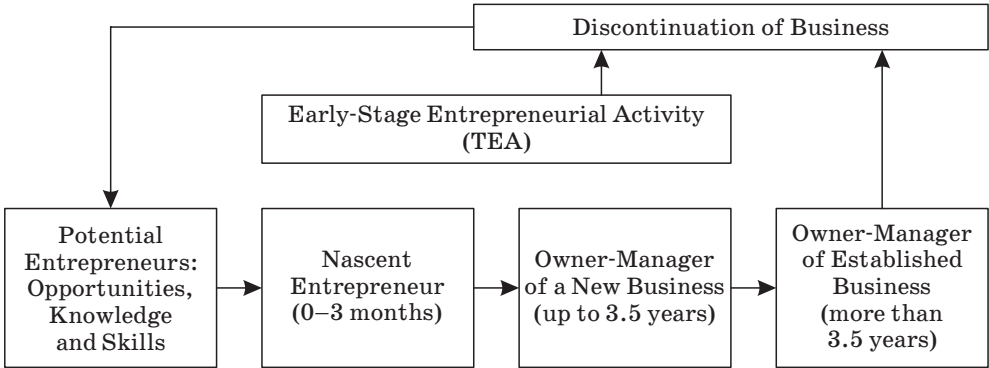 Discontinuation of Business
Early-Stage Entrepreneurial Activity
(TEA)
Potential
Entrepreneurs:
Opportunities,
Knowledge
and Skills
Nascent
Entrepreneur
(0–3 months)
Owner-Manager
of a New Business
(up to 3.5 years)
Owner-Manager
of Established
Business
(more than
3.5 years)